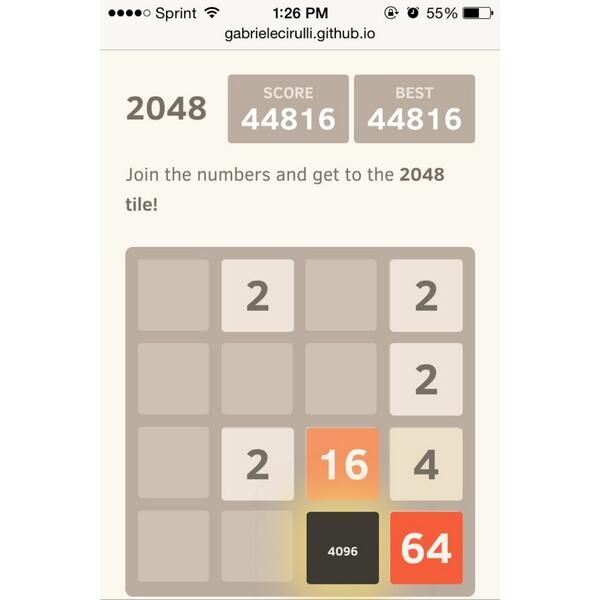 Sprint 1:26 PM 55%
gabrielecirulli.github.io
2048 SCORE BEST
44816 44816
Join the numbers and get to the 2048
tile!
2 2
2
2 16 4
4096 64